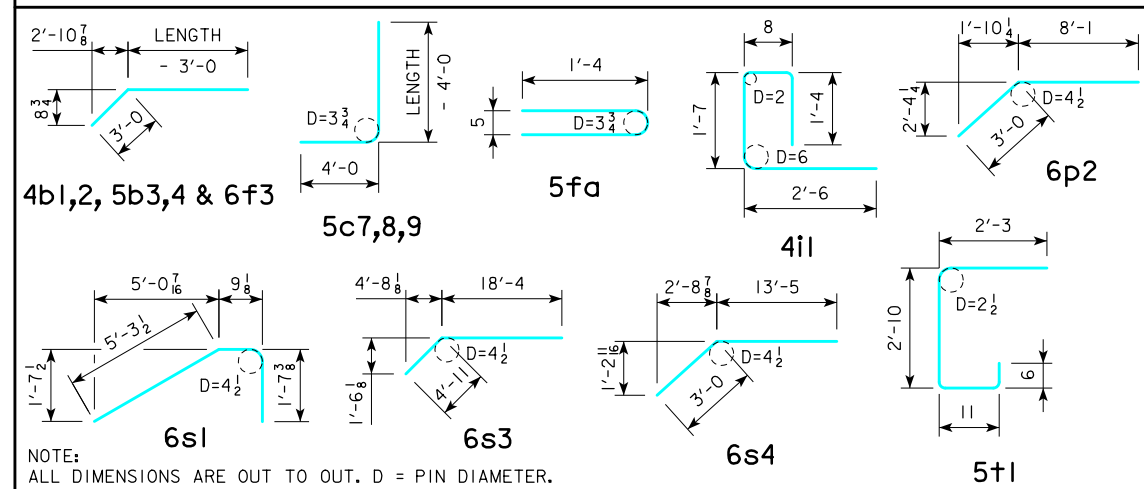 2'-10 7/8
LENGTH
- 3'-0
8 3/4
3'-0
4b1,2, 5b3,4 & 6f3
LENGTH
- 4'-0
D=3 3/4
4'-0
5c7,8,9
1'-4
5
D=3 3/4
5fa
8
1'-7
D=2
1'-4
D=6
2'-6
4i1
1'-10 1/4
8'-1
2'-4 1/4
D=4 1/2
3'-0
6p2
5'-0 7/16
9 1/8
5'-3 1/2
1'-7 1/2
D=4 1/2
1'-7 3/8
6s1
4'-8 1/8
18'-4
D=4 1/2
1'-6 1/8
4'-11
6s3
2'-8 7/8
13'-5
1'-2 11/16
D=4 1/2
3'-0
6s4
2'-3
2'-10
D=2 1/2
6
11
5t1
NOTE:
ALL DIMENSIONS ARE OUT TO OUT. D = PIN DIAMETER.